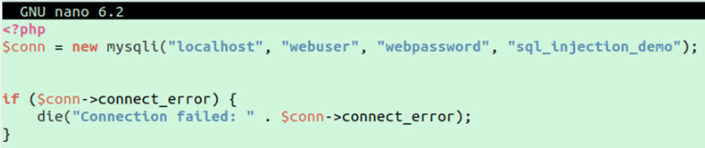 GNU nano 6.2
<?php
$conn = new mysqli("localhost", "webuser", "webpassword", "sql_injection_demo");
if ($conn->connect_error) {
    die("Connection failed: " . $conn->connect_error);
}